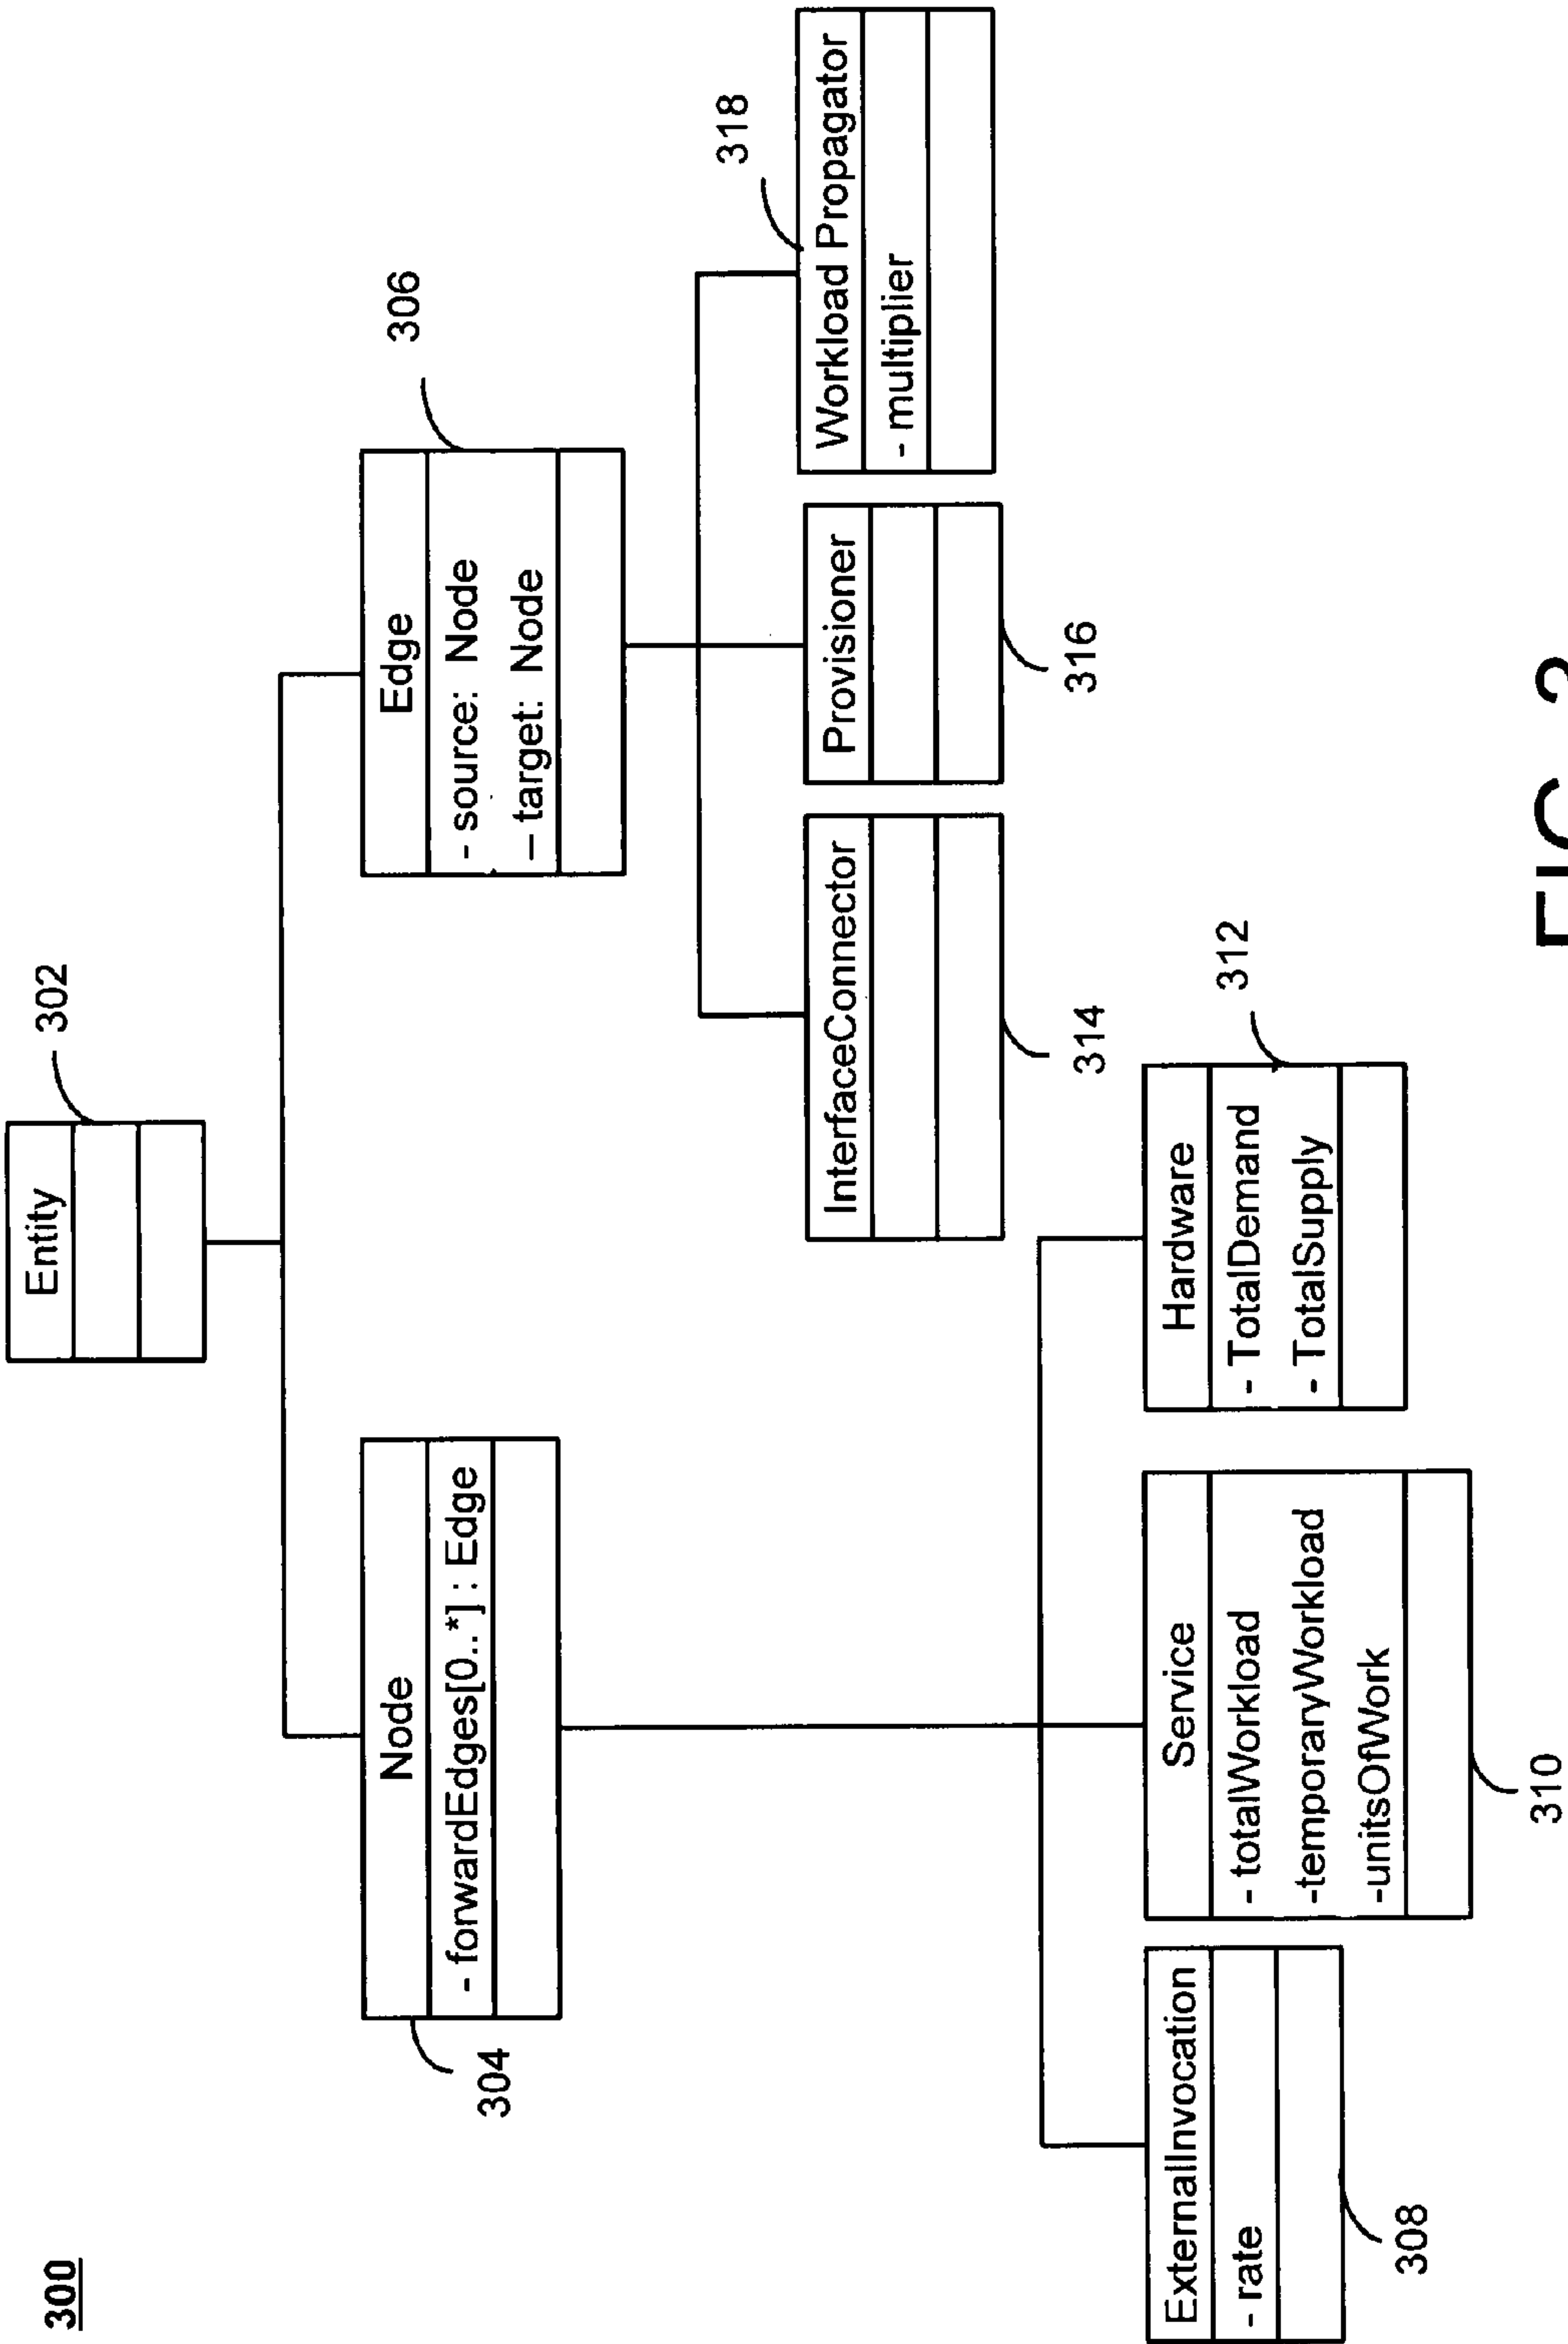 300
Entity
302
Node
- forwardEdges[0..*] : Edge
304
Edge
- source: Node
– target: Node
306
InterfaceConnector
314
Provisioner
316
Workload Propagator
- multiplier
318
ExternalInvocation
- rate
308
Service
- totalWorkload
-temporaryWorkload
-unitsOfWork
310
Hardware
- TotalDemand
- TotalSupply
312